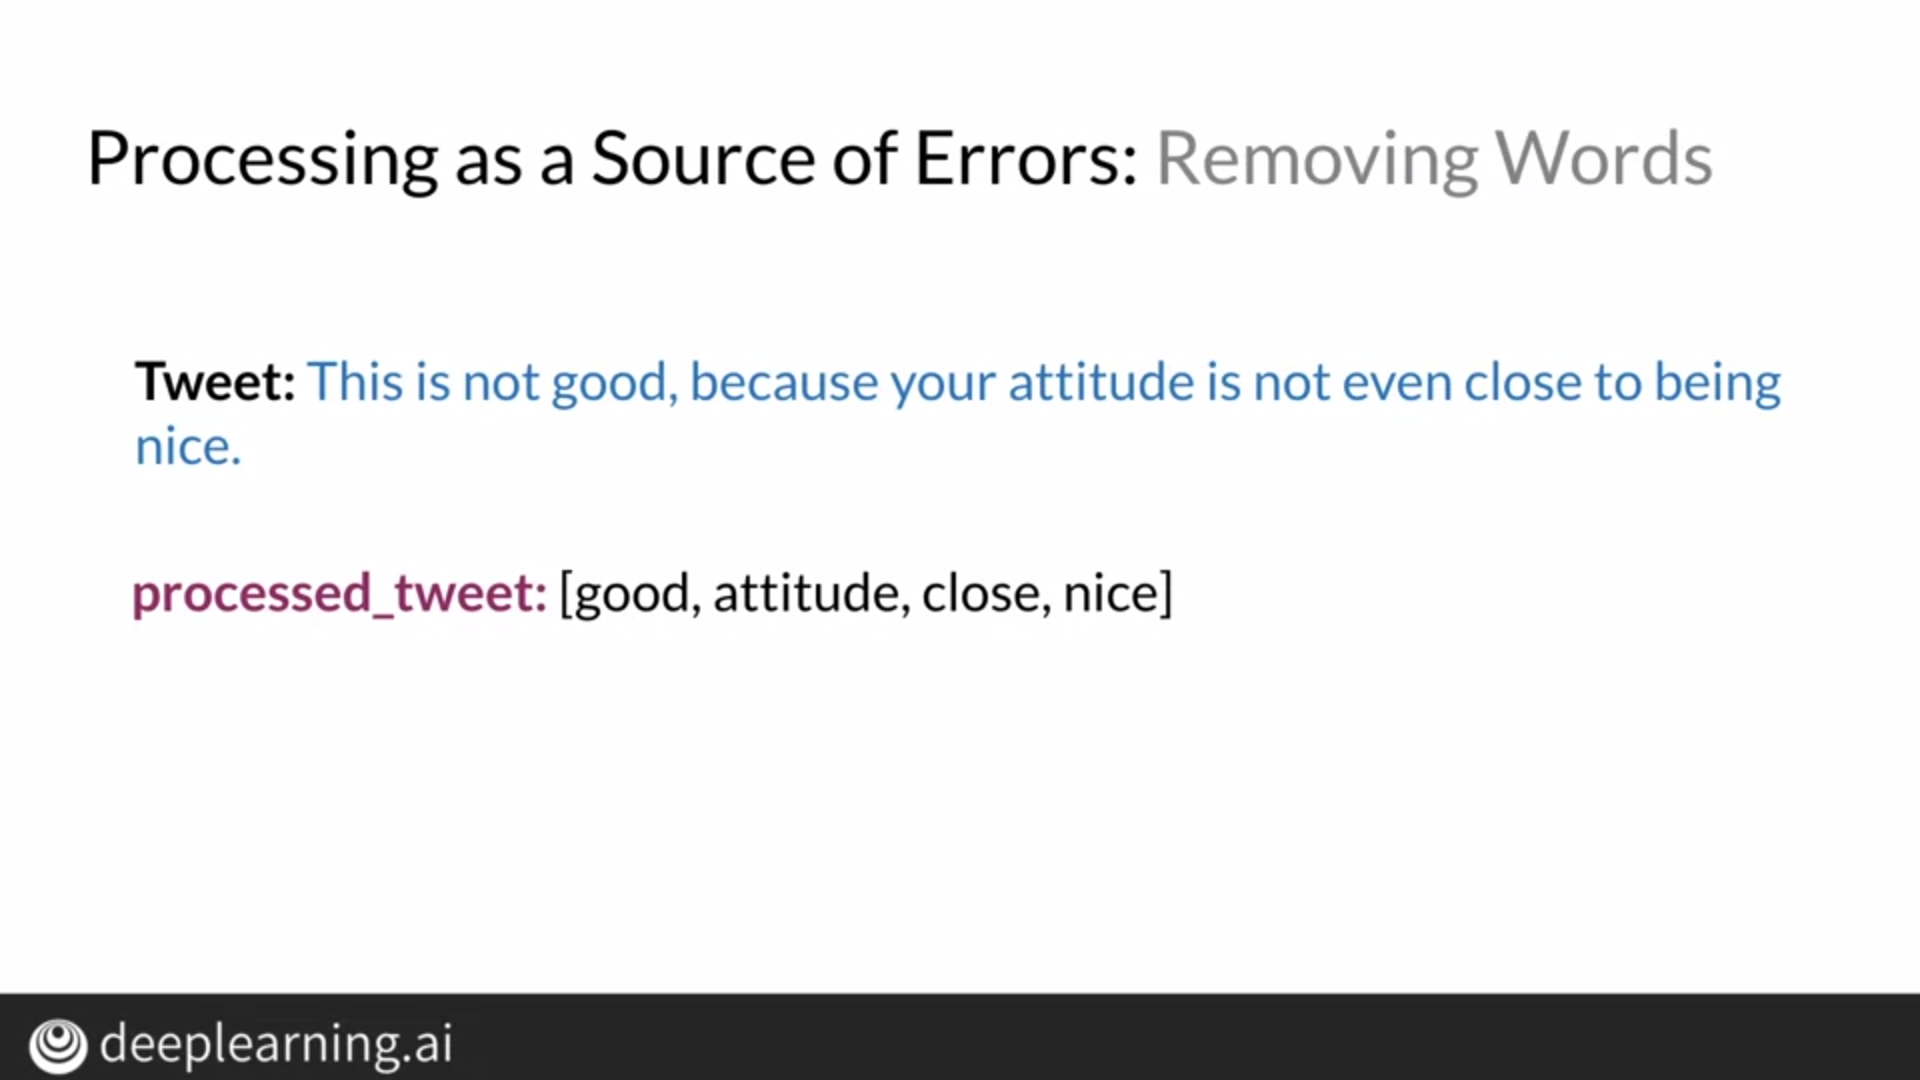 Processing as a Source of Errors: Removing Words
Tweet: This is not good, because your attitude is not even close to being
nice.
processed_tweet: [good, attitude, close, nice]
deeplearning.ai